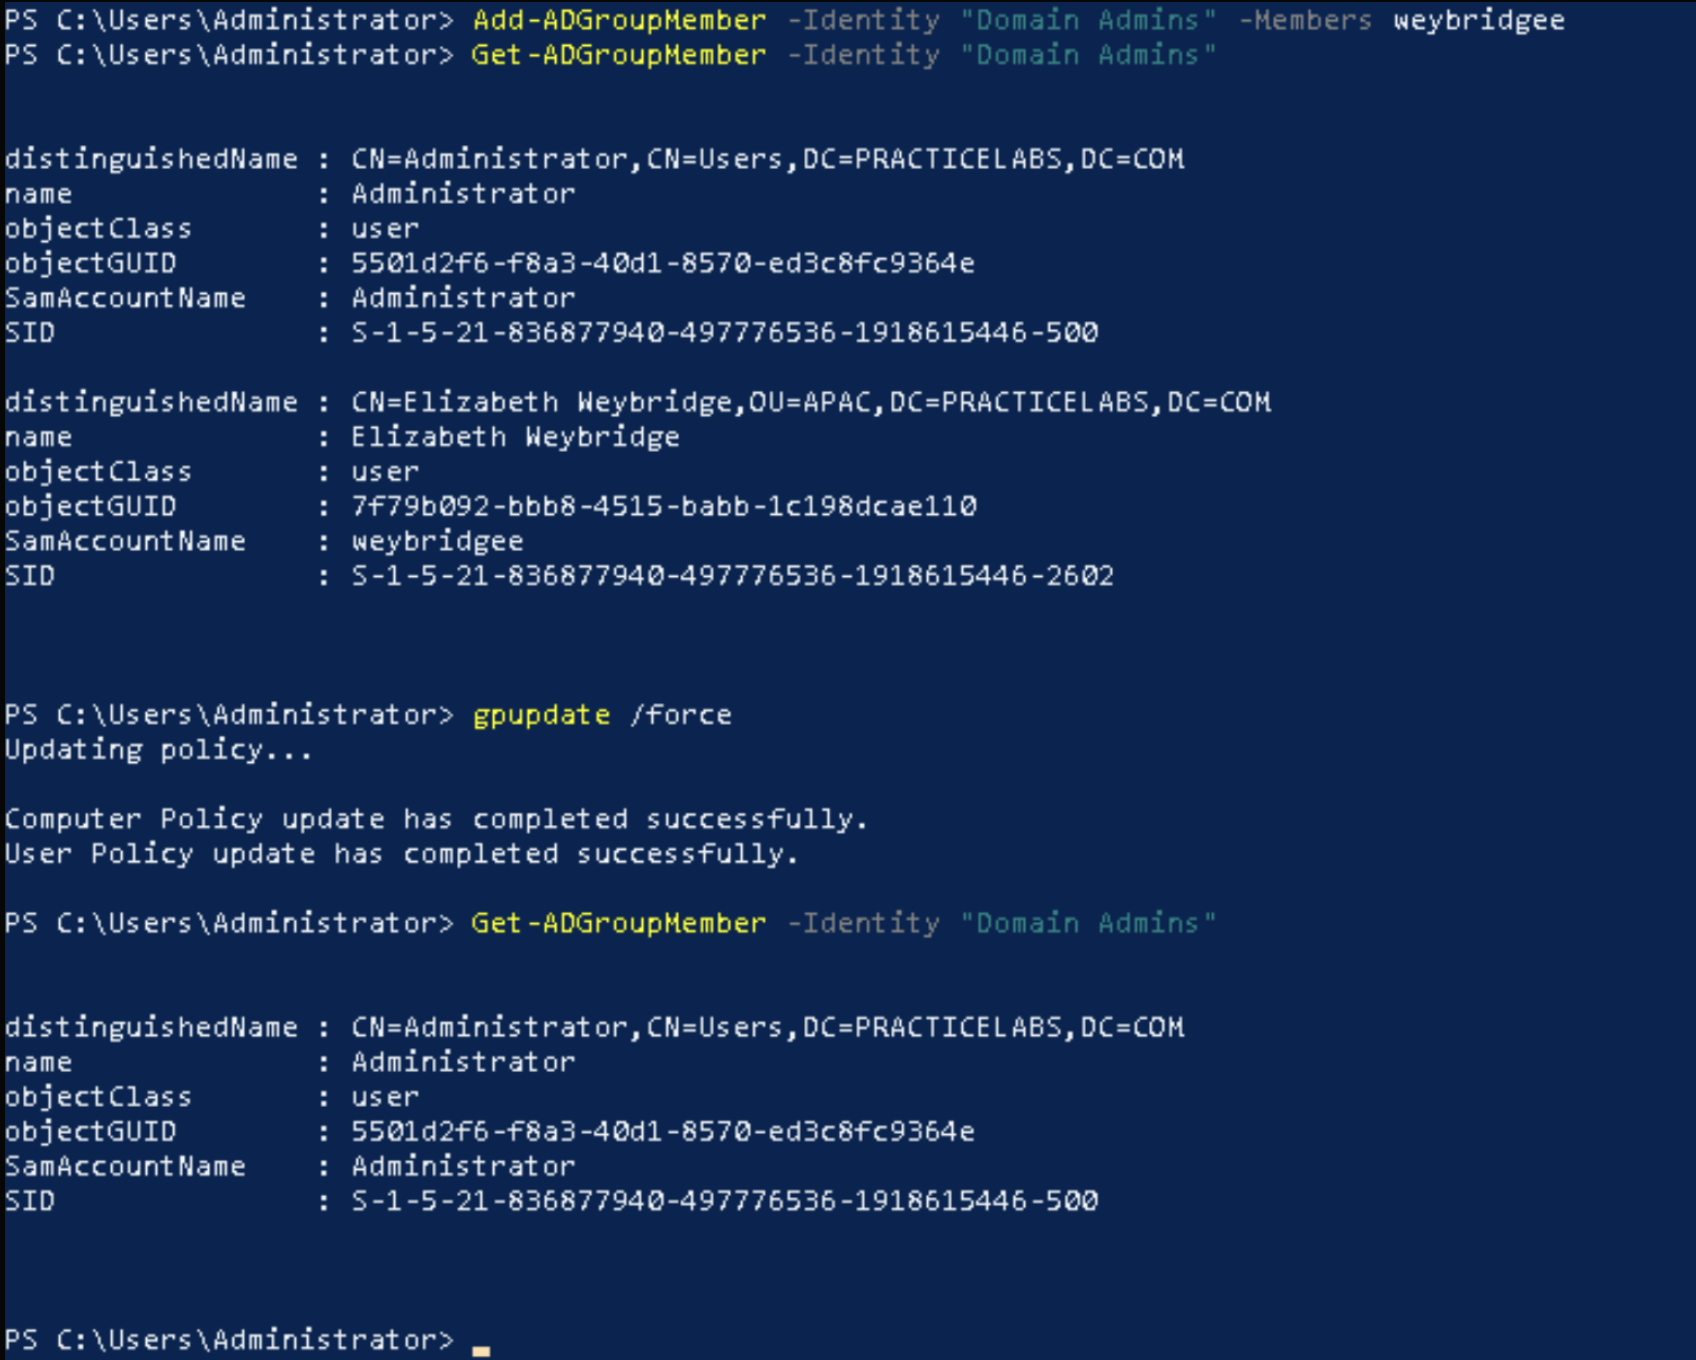 PS C:\Users\Administrator> Add-ADGroupMember -Identity "Domain Admins" -Members weybridgee
PS C:\Users\Administrator> Get-ADGroupMember -Identity "Domain Admins"
distinguishedName : CN=Administrator,CN=Users,DC=PRACTICELABS,DC=COM
name : Administrator
objectClass : user
objectGUID : 5501d2f6-f8a3-40d1-8570-ed3c8fc9364e
SamAccountName : Administrator
SID : S-1-5-21-836877940-497776536-1918615446-500
distinguishedName : CN=Elizabeth Weybridge,OU=APAC,DC=PRACTICELABS,DC=COM
name : Elizabeth Weybridge
objectClass : user
objectGUID : 7f79b092-bbb8-4515-babb-1c198dcae110
SamAccountName : weybridgee
SID : S-1-5-21-836877940-497776536-1918615446-2602
PS C:\Users\Administrator> gpupdate /force
Updating policy...
Computer Policy update has completed successfully.
User Policy update has completed successfully.
PS C:\Users\Administrator> Get-ADGroupMember -Identity "Domain Admins"
distinguishedName : CN=Administrator,CN=Users,DC=PRACTICELABS,DC=COM
name : Administrator
objectClass : user
objectGUID : 5501d2f6-f8a3-40d1-8570-ed3c8fc9364e
SamAccountName : Administrator
SID : S-1-5-21-836877940-497776536-1918615446-500
PS C:\Users\Administrator>